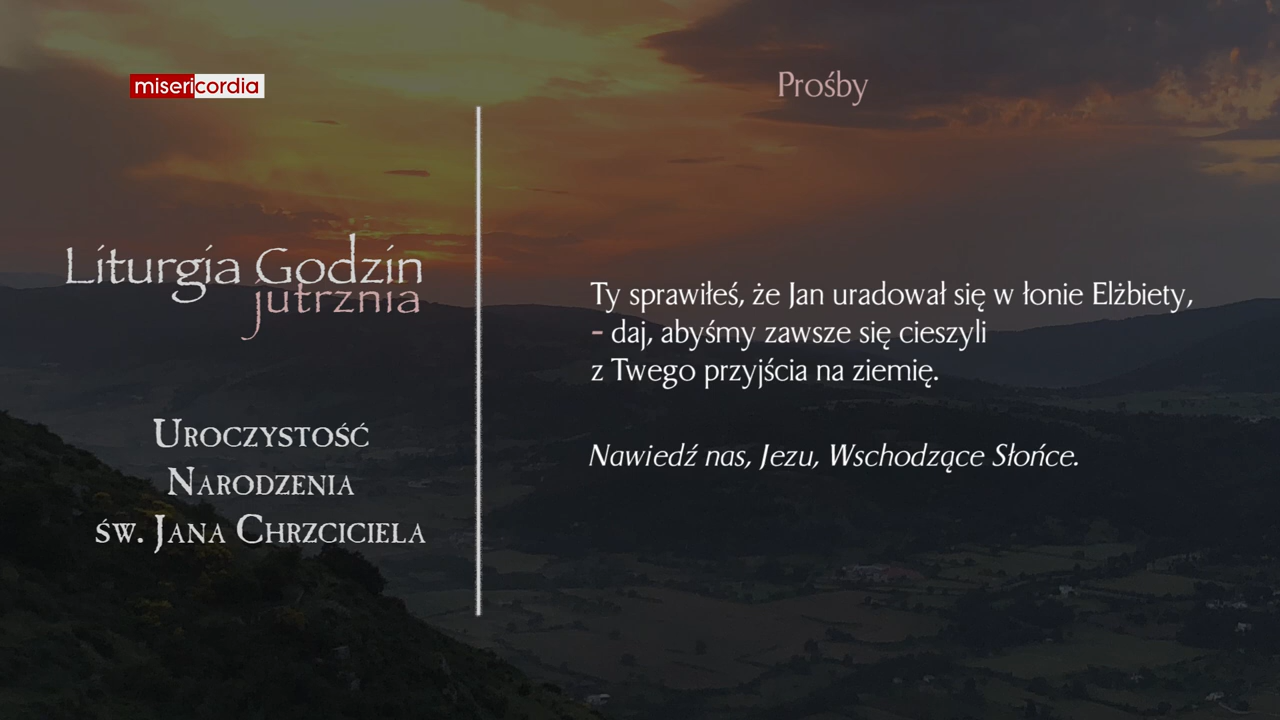 misericordia
Liturgia Godzin
jutrznia
Uroczystość
Narodzenia
św. Jana Chrzciciela
Prośby
Ty sprawiłeś, że Jan uradował się w łonie Elżbiety,
- daj, abyśmy zawsze się cieszyli
z Twego przyjścia na ziemię.
Nawiedź nas, Jezu, Wschodzące Słońce.